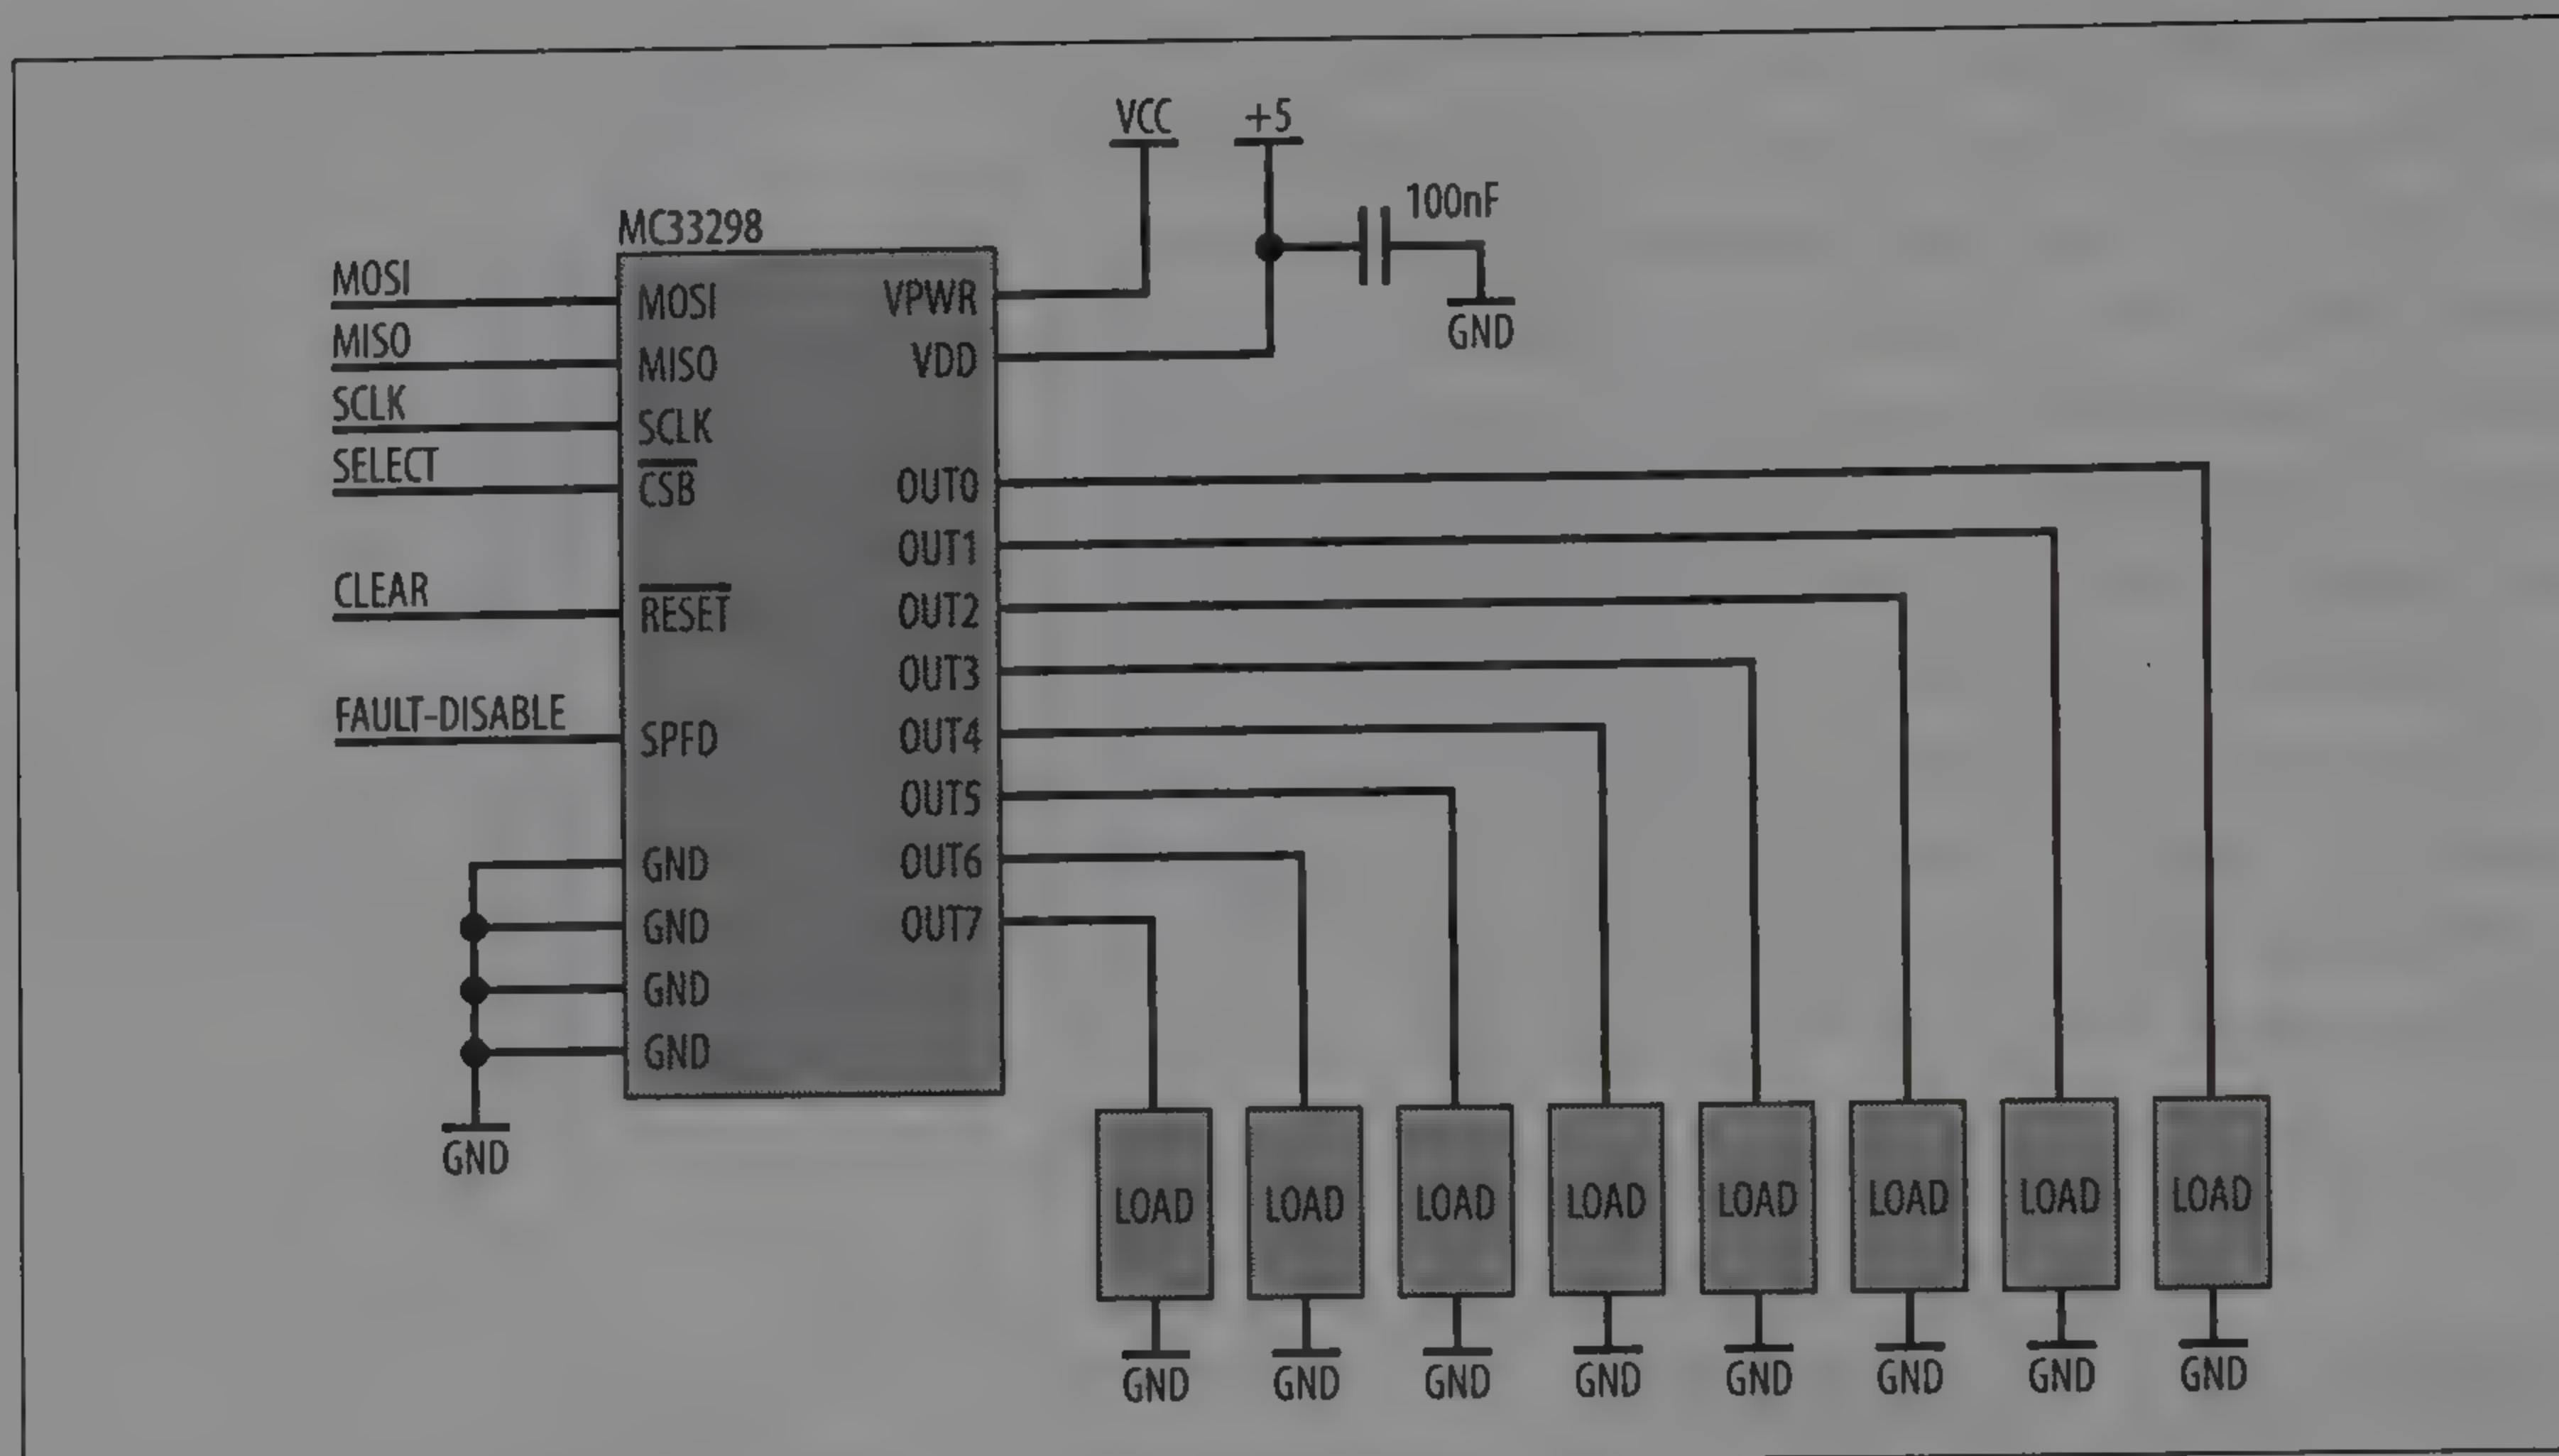 VCC
+5
100nF
GND
MC33298
MOSI
MISO
SCLK
SELECT
CLEAR
FAULT-DISABLE
MOSI
MISO
SCLK
CSB
RESET
SPFD
GND
GND
GND
GND
VPWR
VDD
OUT0
OUT1
OUT2
OUT3
OUT4
OUT5
OUT6
OUT7
GND
LOAD LOAD LOAD LOAD LOAD LOAD LOAD LOAD
GND GND GND GND GND GND GND GND